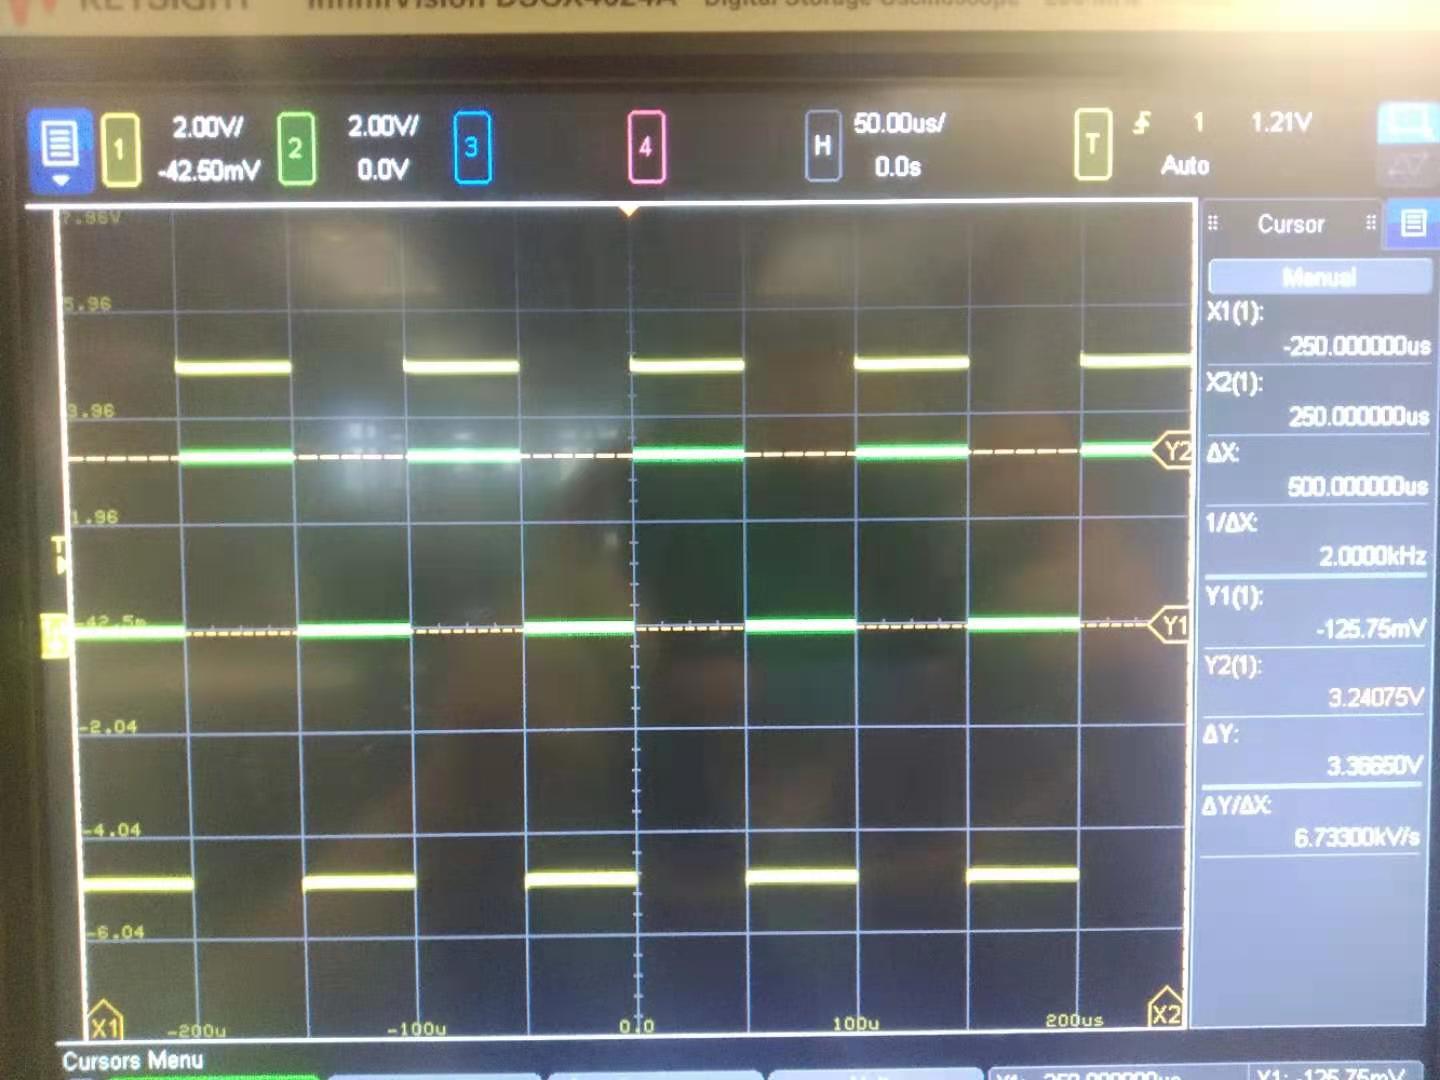 KEYSIGHT InfiniiVision DSOX4024A Digital Storage Oscilloscope
1 2.00V/ 2 2.00V/ 3 4 H 50.00us/ T 1 1.21V
-42.50mV 0.0V 0.0s Auto
7.96V
5.96
3.96
1.96
-42.5m
-2.04
-4.04
-6.04
T
Y2
Y1
X1 -200u -100u 0.0 100u 200us X2
Cursor
Manual
X1(1):
-250.000000us
X2(1):
250.000000us
ΔX:
500.000000us
1/ΔX:
2.0000kHz
Y1(1):
-125.75mV
Y2(1):
3.24075V
ΔY:
3.36650V
ΔY/ΔX:
6.73300kV/s
Cursors Menu
X1: -250.000000us Y1: -125.75mV